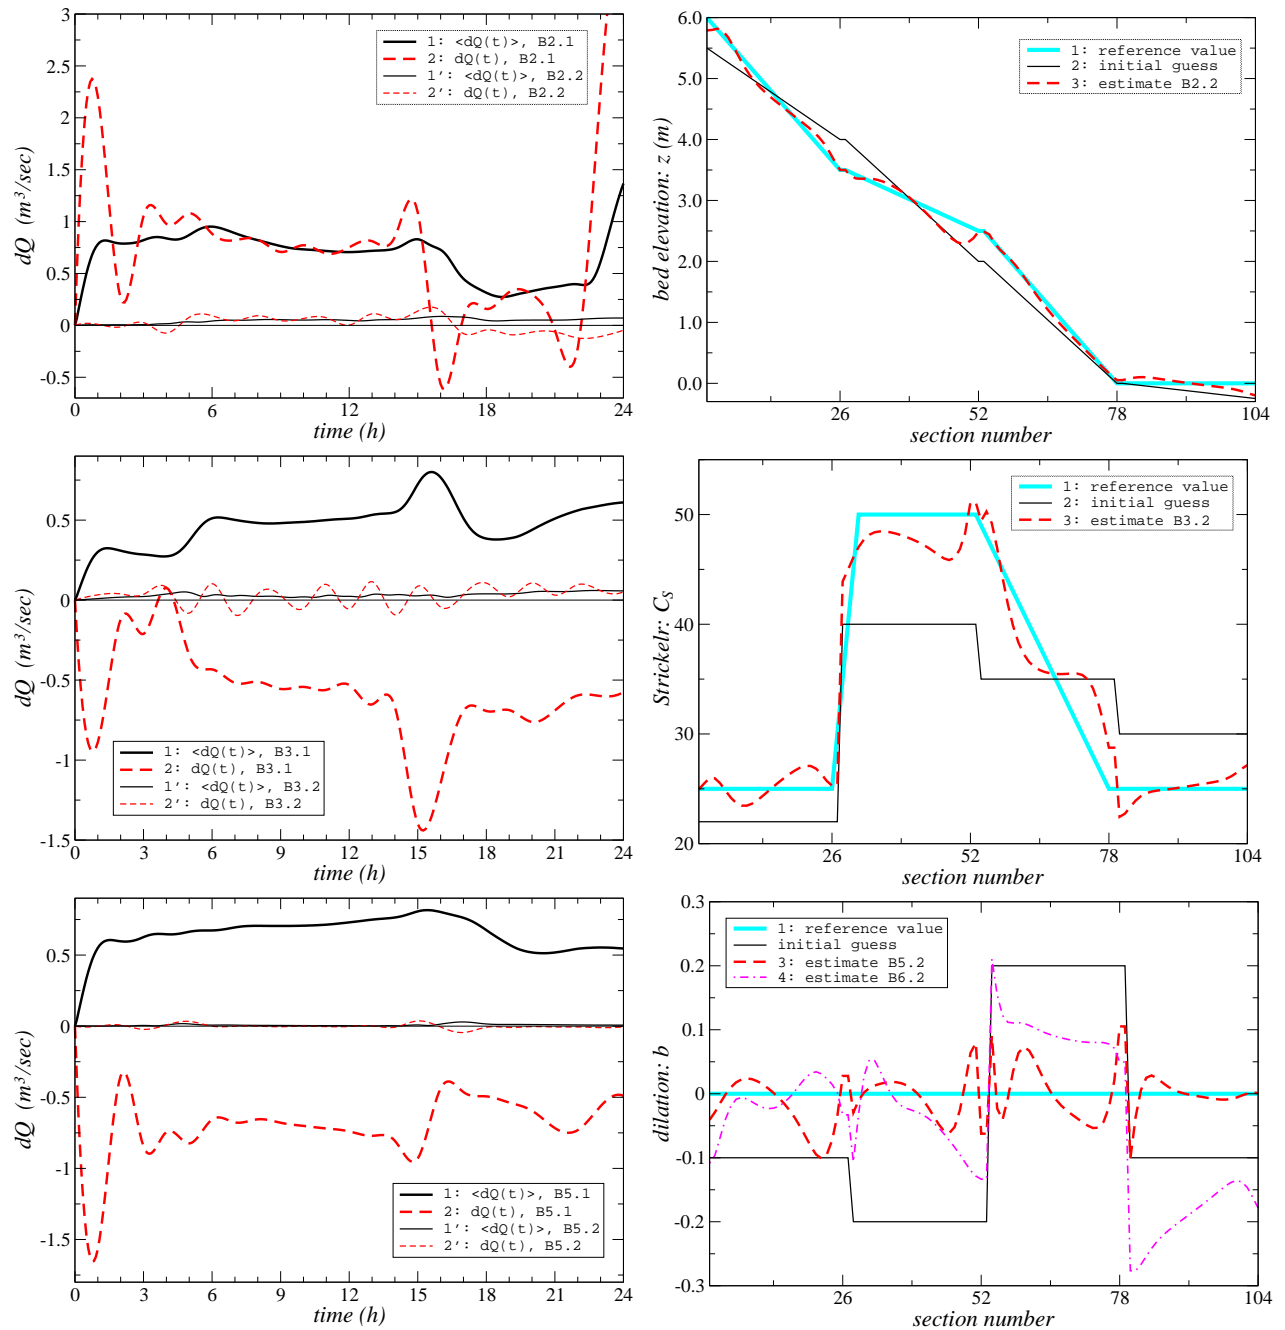 3
2.5
2
1.5
1
0.5
0
-0.5
dQ (m³/sec)
1: <dQ(t)>, B2.1
2: dQ(t), B2.1
1': <dQ(t)>, B2.2
2': dQ(t), B2.2
0 6 12 18 24
time (h)
6.0
5.0
4.0
3.0
2.0
1.0
0.0
bed elevation: z (m)
1: reference value
2: initial guess
3: estimate B2.2
26 52 78 104
section number
0.5
0
-0.5
-1
-1.5
dQ (m³/sec)
1: <dQ(t)>, B3.1
2: dQ(t), B3.1
1': <dQ(t)>, B3.2
2': dQ(t), B3.2
0 3 6 9 12 15 18 21 24
time (h)
50
40
30
20
Strickelr: C_S
1: reference value
2: initial guess
3: estimate B3.2
26 52 78 104
section number
0.5
0
-0.5
-1
-1.5
dQ (m³/sec)
1: <dQ(t)>, B5.1
2: dQ(t), B5.1
1': <dQ(t)>, B5.2
2': dQ(t), B5.2
0 3 6 9 12 15 18 21 24
time (h)
0.3
0.2
0.1
0
-0.1
-0.2
-0.3
dilation: b
1: reference value
initial guess
3: estimate B5.2
4: estimate B6.2
26 52 78 104
section number